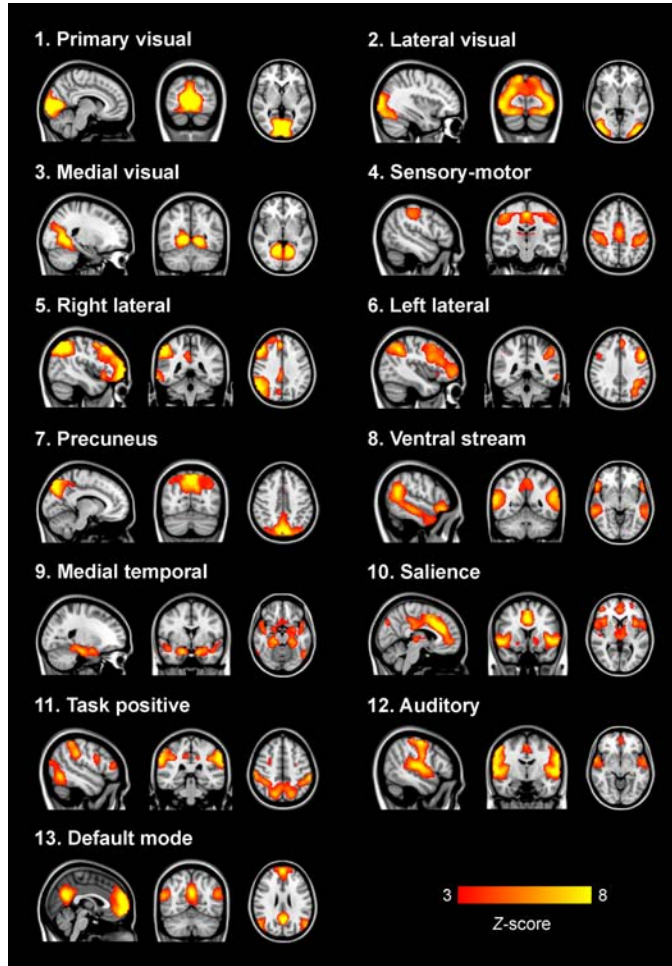 1. Primary visual
2. Lateral visual
3. Medial visual
4. Sensory-motor
5. Right lateral
6. Left lateral
7. Precuneus
8. Ventral stream
9. Medial temporal
10. Salience
11. Task positive
12. Auditory
13. Default mode
3 8
Z-score